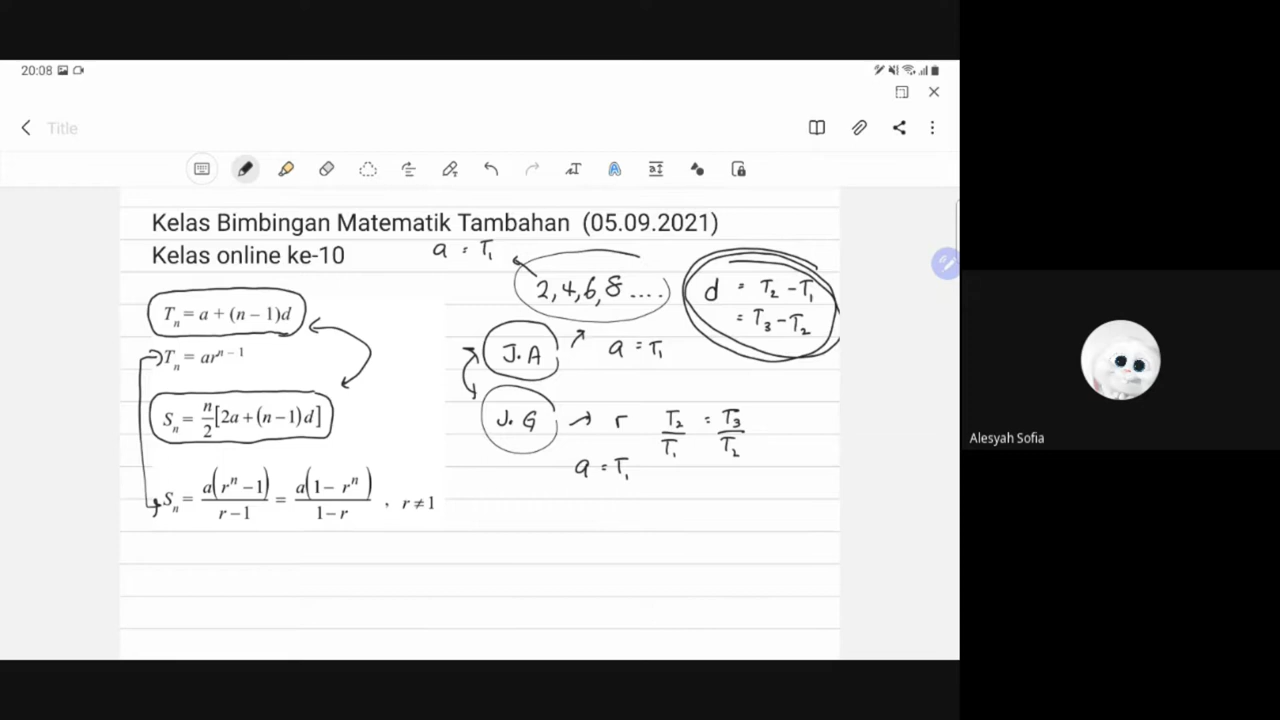 20:08
Title
Kelas Bimbingan Matematik Tambahan (05.09.2021)
Kelas online ke-10
a = T₁
2,4,6,8 ....
d = T₂ − T₁
= T₃ − T₂
Tₙ = a + (n − 1)d
Tₙ = arⁿ⁻¹
J.A
a = T₁
Sₙ = n/2[2a + (n−1)d]
J.G → r T₂/T₁ = T₃/T₂
a = T₁
Sₙ = a(rⁿ − 1)/r − 1 = a(1 − rⁿ)/1 − r , r ≠ 1
Alesyah Sofia